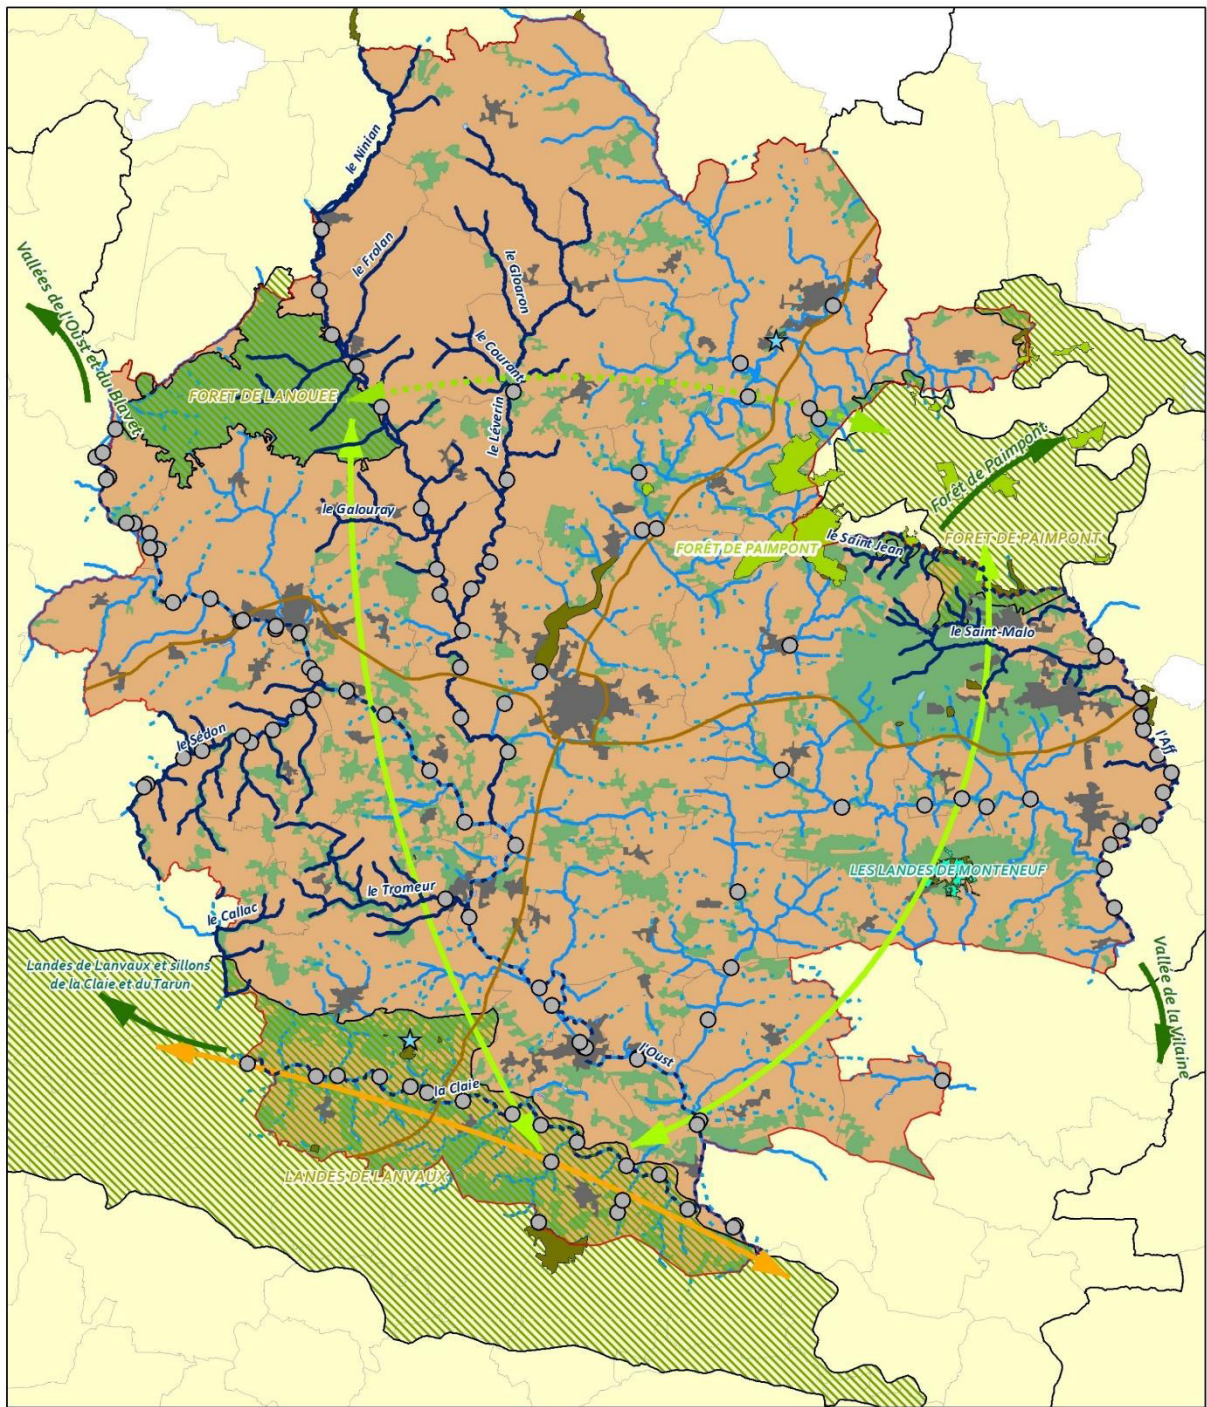 le Ninian
le Frolan
le Gloaron
Vallées de l'Oust et du Blavet
le Courant
FORET DE LANOUEE
le Léverin
Forêt de Paimpont
le Galouray
le Saint Jean
FORÊT DE PAIMPONT
FORÊT DE PAIMPONT
le Saint-Malo
le Sédon
l'Aff
LES LANDES DE MONTENEUF
le Tromeur
le Callac
Landes de Lanvaux et sillons
de la Claie et du Tarun
Vallée de la Vilaine
l'Oust
la Claie
LANDES DE LANVAUX